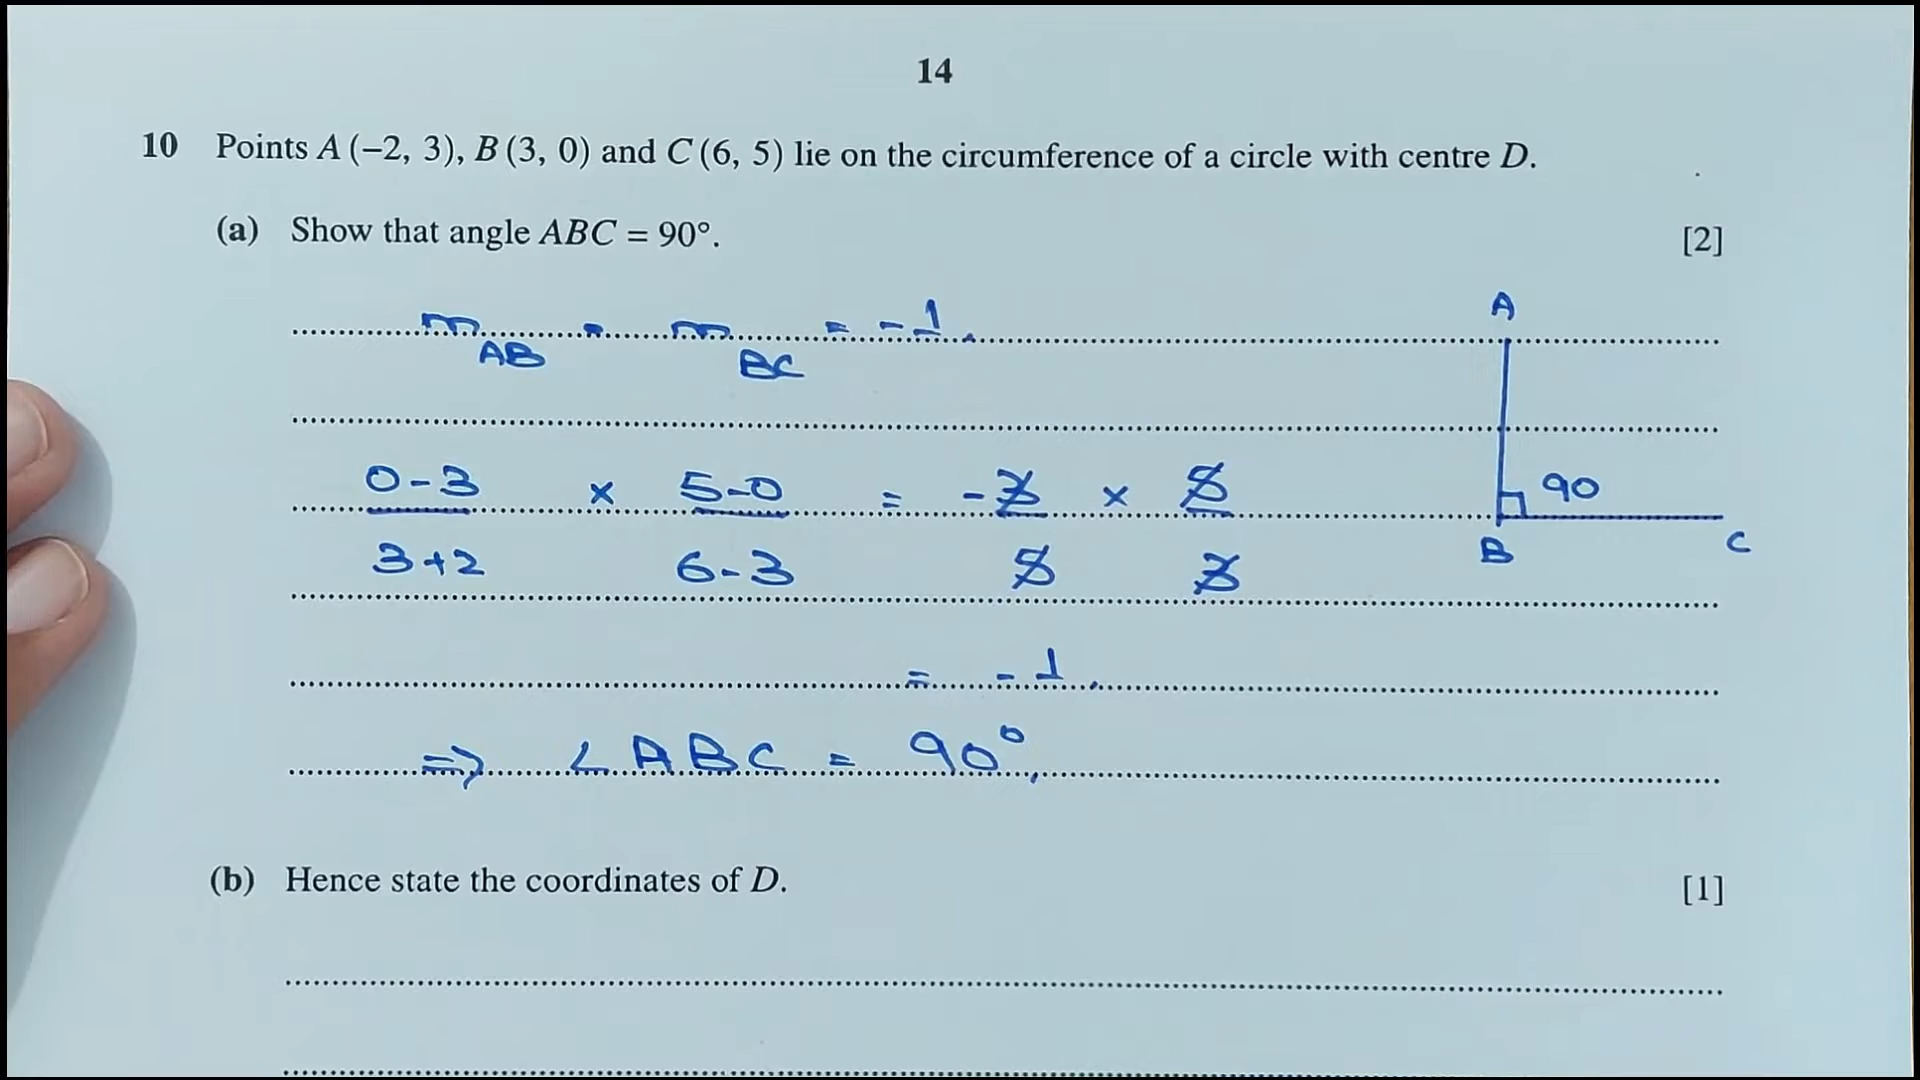 14
10 Points A (−2, 3), B (3, 0) and C (6, 5) lie on the circumference of a circle with centre D.
(a) Show that angle ABC = 90°. [2]
m AB · m BC = -1.
A
0-3 × 5-0 = -3 × 5
3+2 6-3 5 3
90
B C
= -1.
=> ∠ABC = 90°,
(b) Hence state the coordinates of D. [1]